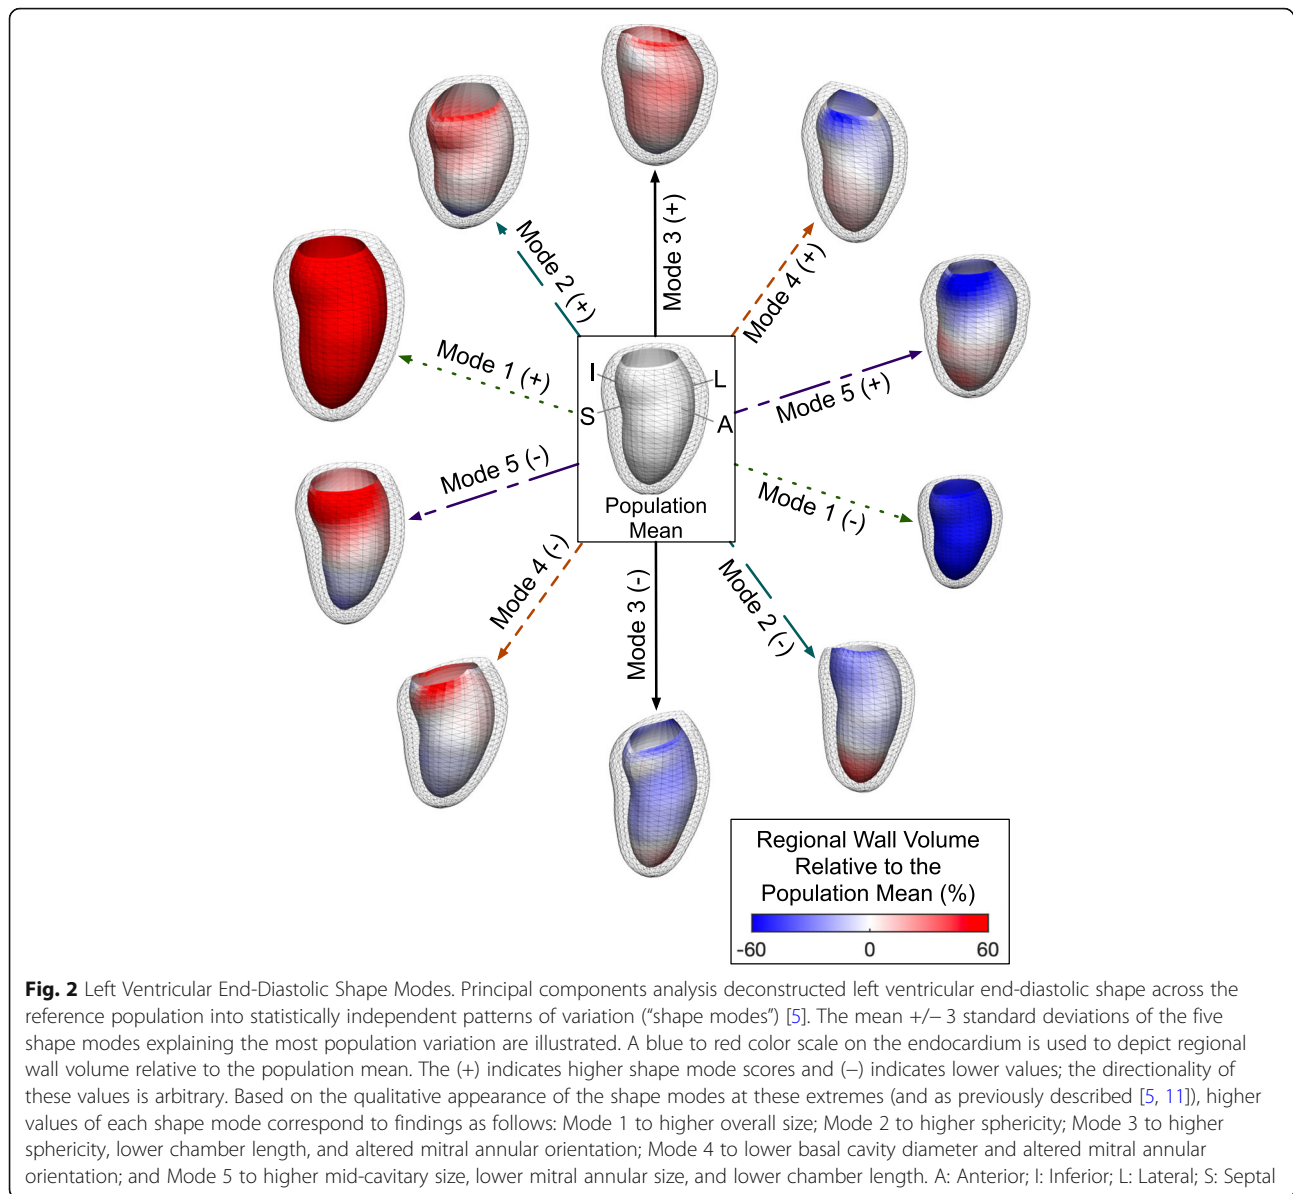 Mode 3 (+)
Mode 2 (+)
Mode 4 (+)
Mode 1 (+)
Mode 5 (+)
I
L
S
A
Population
Mean
Mode 5 (-)
Mode 1 (-)
Mode 4 (-)
Mode 3 (-)
Mode 2 (-)
Regional Wall Volume
Relative to the
Population Mean (%)
-60 0 60
Fig. 2 Left Ventricular End-Diastolic Shape Modes. Principal components analysis deconstructed left ventricular end-diastolic shape across the
reference population into statistically independent patterns of variation (“shape modes”) [5]. The mean +/− 3 standard deviations of the five
shape modes explaining the most population variation are illustrated. A blue to red color scale on the endocardium is used to depict regional
wall volume relative to the population mean. The (+) indicates higher shape mode scores and (−) indicates lower values; the directionality of
these values is arbitrary. Based on the qualitative appearance of the shape modes at these extremes (and as previously described [5, 11]), higher
values of each shape mode correspond to findings as follows: Mode 1 to higher overall size; Mode 2 to higher sphericity; Mode 3 to higher
sphericity, lower chamber length, and altered mitral annular orientation; Mode 4 to lower basal cavity diameter and altered mitral annular
orientation; and Mode 5 to higher mid-cavitary size, lower mitral annular size, and lower chamber length. A: Anterior; I: Inferior; L: Lateral; S: Septal